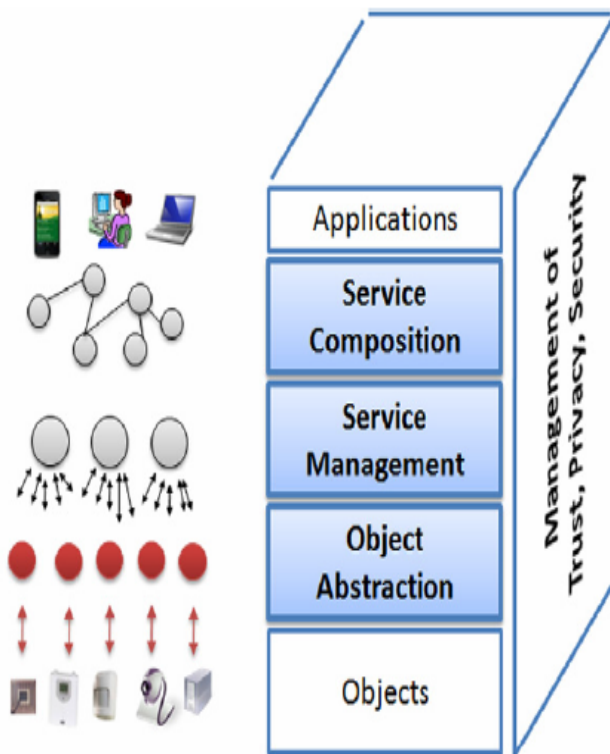 Applications
Service
Composition
Service
Management
Object
Abstraction
Objects
Management of
Trust, Privacy, Security